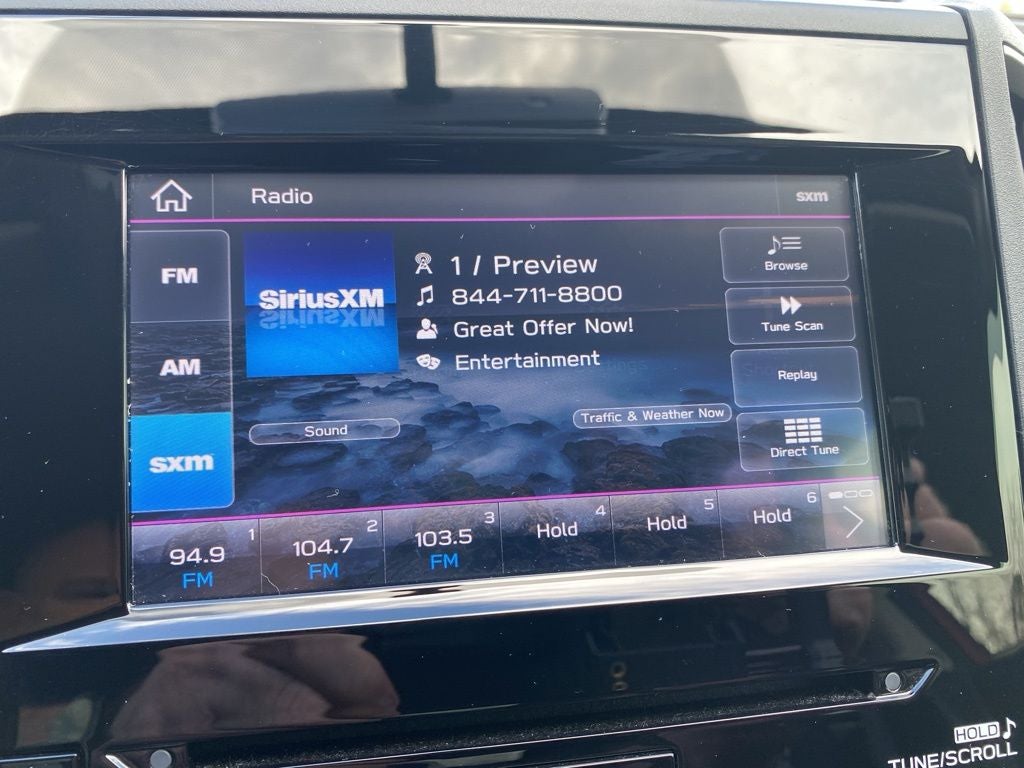 Radio
sxm
FM
AM
sxm
SiriusXM
1 / Preview
844-711-8800
Great Offer Now!
Entertainment
Sound
Traffic & Weather Now
Browse
Tune Scan
Replay
Direct Tune
1
94.9
FM
2
104.7
FM
3
103.5
FM
4
Hold
5
Hold
6
Hold
HOLD
TUNE/SCROLL